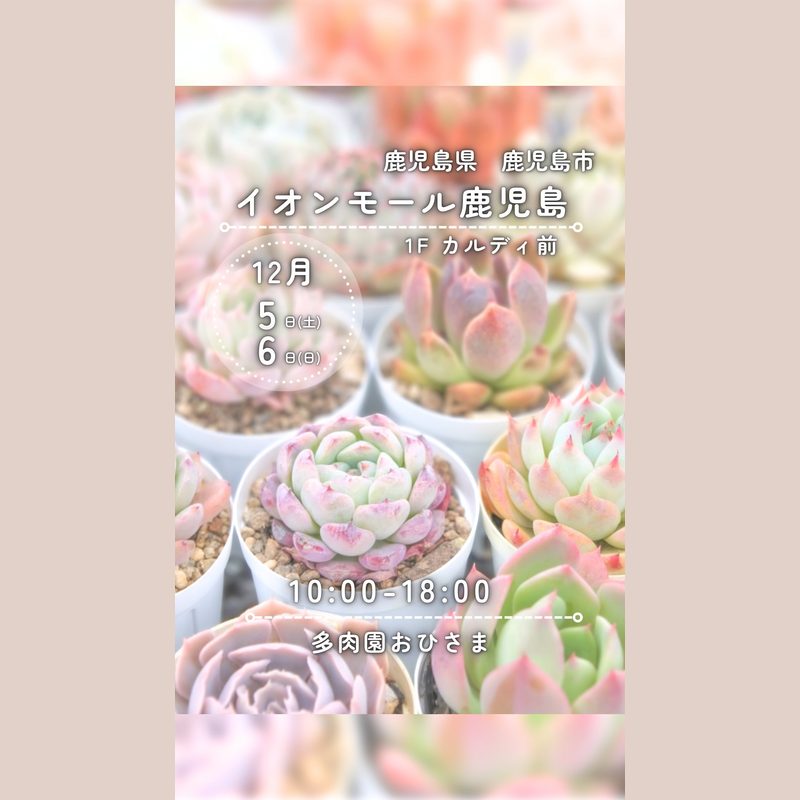 鹿児島県 鹿児島市
イオンモール鹿児島
1F カルディ前
12月
5日(土)
6日(日)
10:00-18:00
多肉園おひさま